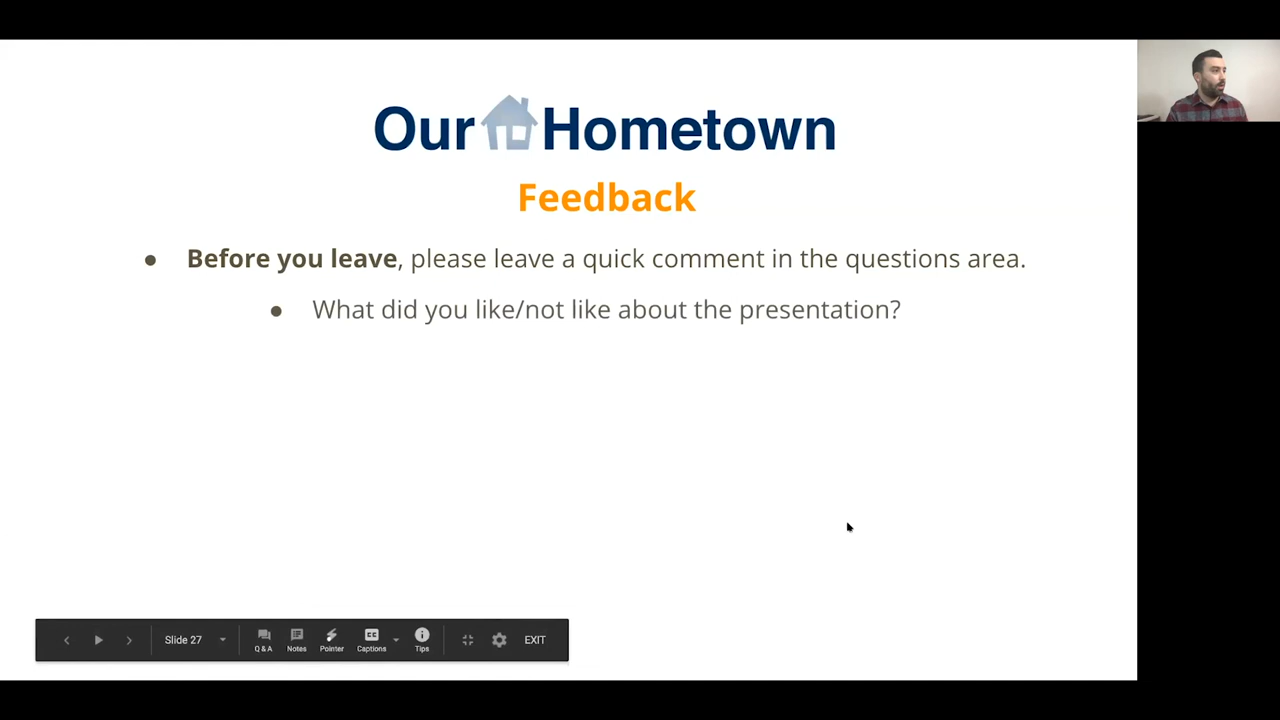 Our Hometown
Feedback
● Before you leave, please leave a quick comment in the questions area.
● What did you like/not like about the presentation?
Slide 27
Q & A
Notes
Pointer
CC
Captions
Tips
EXIT